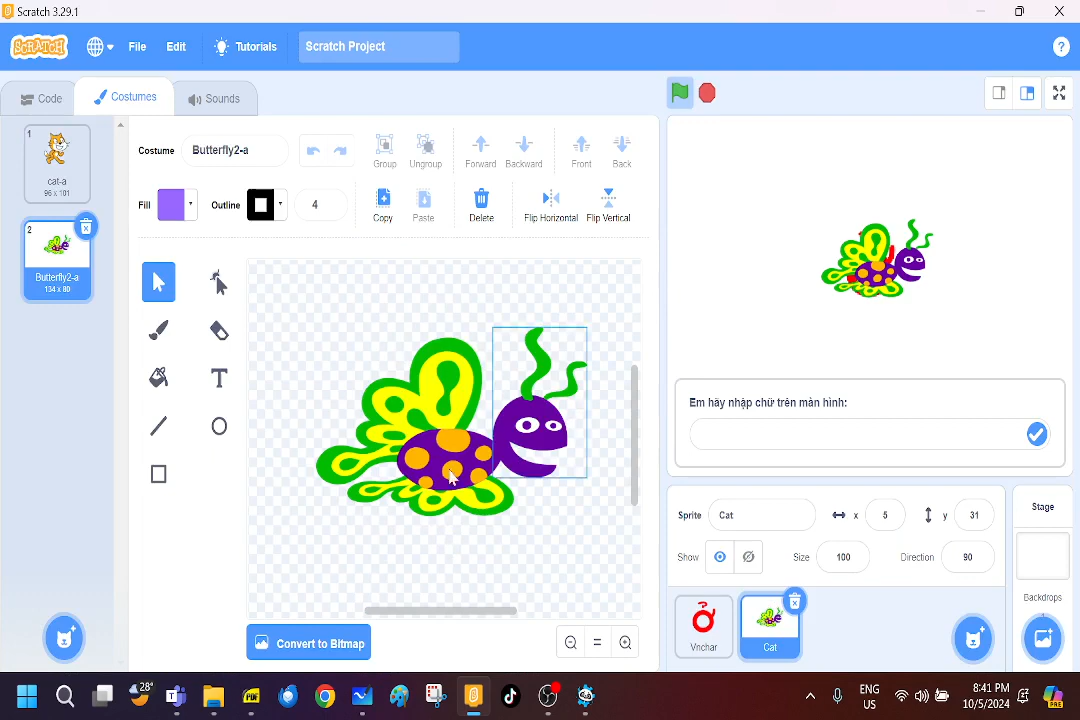 Scratch 3.29.1
SCRATCH
File
Edit
Tutorials
Scratch Project
?
Code
Costumes
Sounds
Costume
Butterfly2-a
Group
Ungroup
Forward
Backward
Front
Back
Fill
Outline
4
Copy
Paste
Delete
Flip Horizontal
Flip Vertical
1
cat-a
96 x 101
2
Butterfly2-a
134 x 80
T
Convert to Bitmap
Em hãy nhập chữ trên màn hình:
Sprite
Cat
x
5
y
31
Show
Size
100
Direction
90
Stage
Backdrops
Vnchar
Cat
28°
PDF
ENG
US
8:41 PM
10/5/2024
PRE